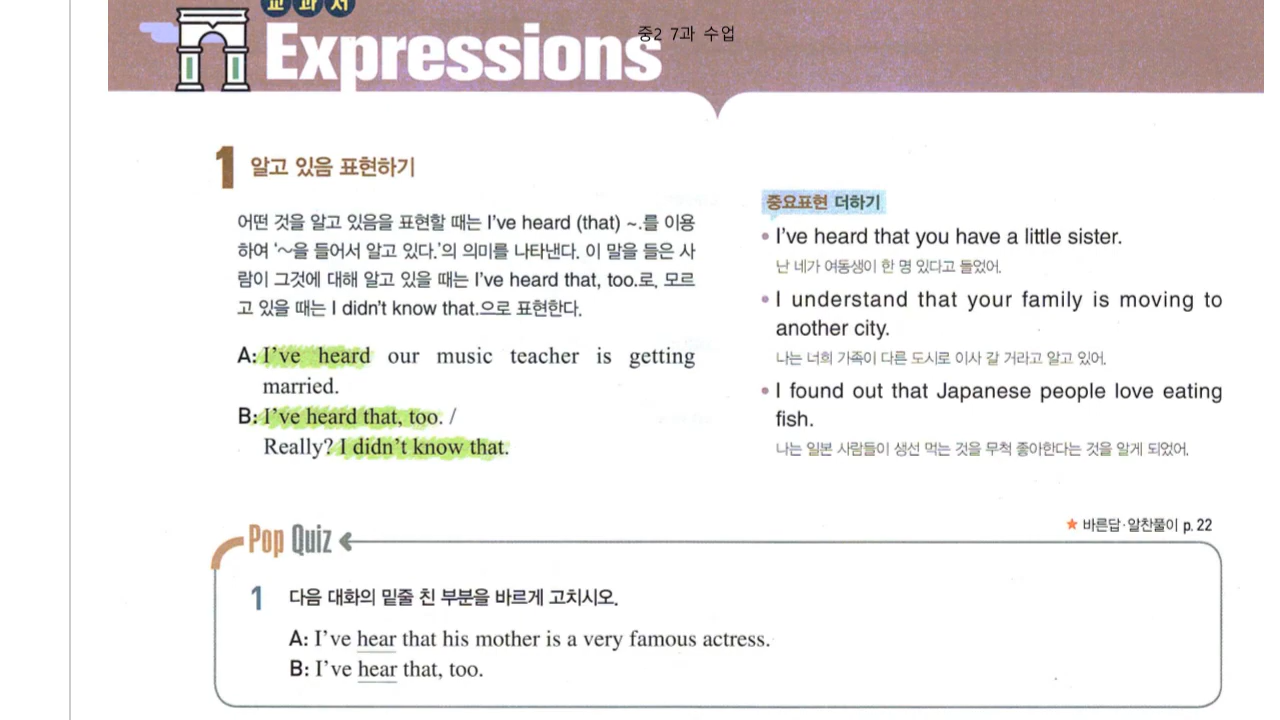 교과서
Expressions
중2 7과 수업
1 알고 있음 표현하기
어떤 것을 알고 있음을 표현할 때는 I've heard (that) ~.를 이용
하여 '~을 들어서 알고 있다.'의 의미를 나타낸다. 이 말을 들은 사
람이 그것에 대해 알고 있을 때는 I've heard that, too.로, 모르
고 있을 때는 I didn't know that.으로 표현한다.
A: I've heard our music teacher is getting
married.
B: I've heard that, too. /
Really? I didn't know that.
중요표현 더하기
• I've heard that you have a little sister.
난 네가 여동생이 한 명 있다고 들었어.
• I understand that your family is moving to
another city.
나는 너희 가족이 다른 도시로 이사 갈 거라고 알고 있어.
• I found out that Japanese people love eating
fish.
나는 일본 사람들이 생선 먹는 것을 무척 좋아한다는 것을 알게 되었어.
★ 바른답·알찬풀이 p. 22
Pop Quiz
1 다음 대화의 밑줄 친 부분을 바르게 고치시오.
A: I've hear that his mother is a very famous actress.
B: I've hear that, too.